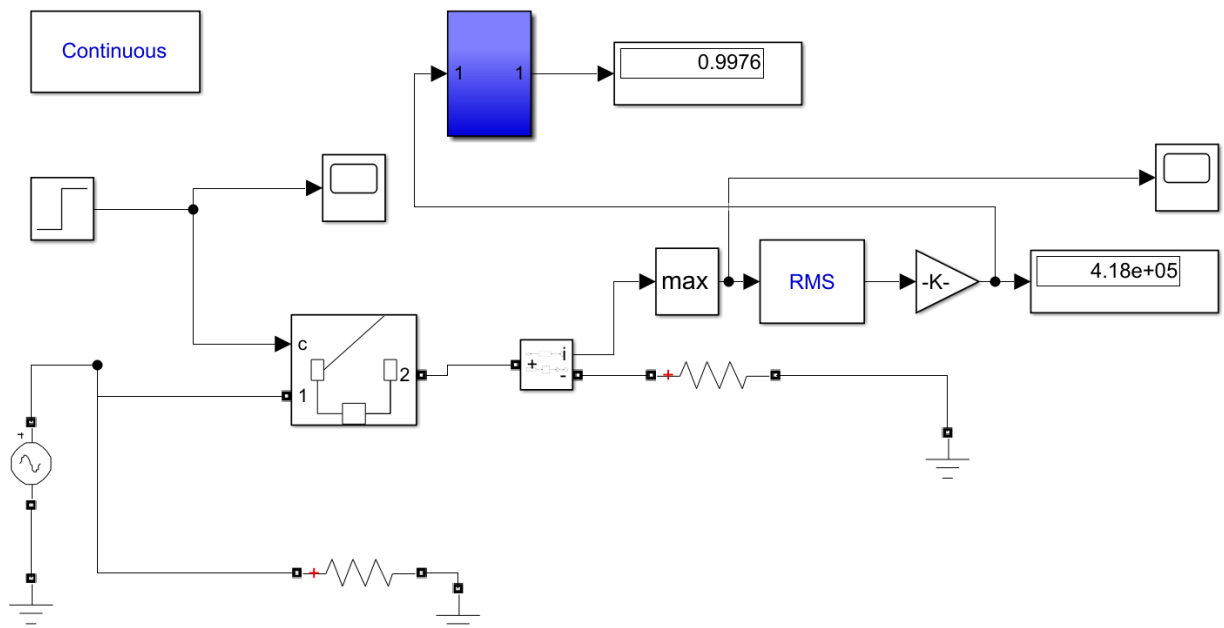 Continuous
1 1
0.9976
max
RMS
-K-
4.18e+05
c
1
2
i
+
-
+
+
+